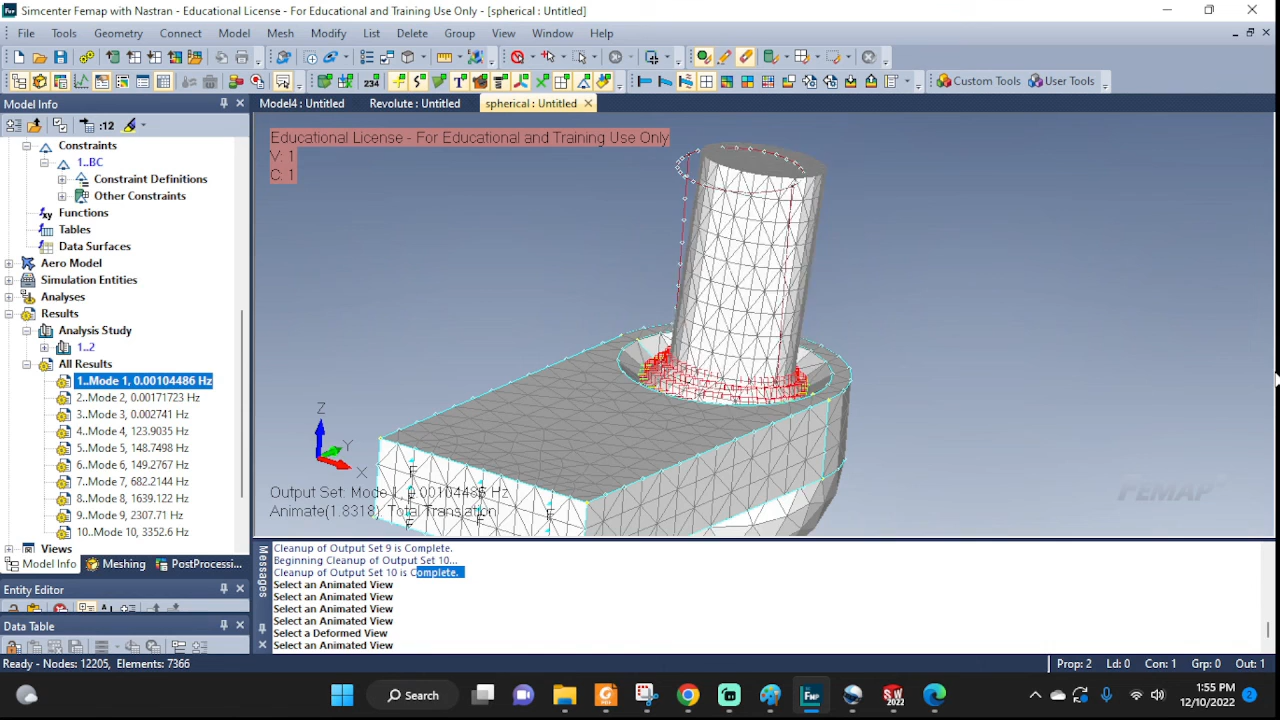 Simcenter Femap with Nastran - Educational License - For Educational and Training Use Only - [spherical : Untitled]
File Tools Geometry Connect Model Mesh Modify List Delete Group View Window Help
234
Custom Tools User Tools
Model Info
Model4 : Untitled Revolute : Untitled spherical : Untitled
:12
Constraints
1..BC
Constraint Definitions
Other Constraints
Functions
Tables
Data Surfaces
Aero Model
Simulation Entities
Analyses
Results
Analysis Study
1..2
All Results
1..Mode 1, 0.00104486 Hz
2..Mode 2, 0.00171723 Hz
3..Mode 3, 0.002741 Hz
4..Mode 4, 123.9035 Hz
5..Mode 5, 148.7498 Hz
6..Mode 6, 149.2767 Hz
7..Mode 7, 682.2144 Hz
8..Mode 8, 1639.122 Hz
9..Mode 9, 2307.71 Hz
10..Mode 10, 3352.6 Hz
Views
Model Info Meshing PostProcessing...
Entity Editor
Data Table
Educational License - For Educational and Training Use Only
V: 1
C: 1
Z
Y
X
F
F
F
F
F
F
Output Set: Mode 1, 0.00104486 Hz
Animate(1.8318): Total Translation
FEMAP
Messages
Cleanup of Output Set 9 is Complete.
Beginning Cleanup of Output Set 10...
Cleanup of Output Set 10 is Complete.
Select an Animated View
Select an Animated View
Select an Animated View
Select an Animated View
Select a Deformed View
Select an Animated View
Ready - Nodes: 12205, Elements: 7366
Prop: 2 Ld: 0 Con: 1 Grp: 0 Out: 1
Search
1:55 PM
12/10/2022
2